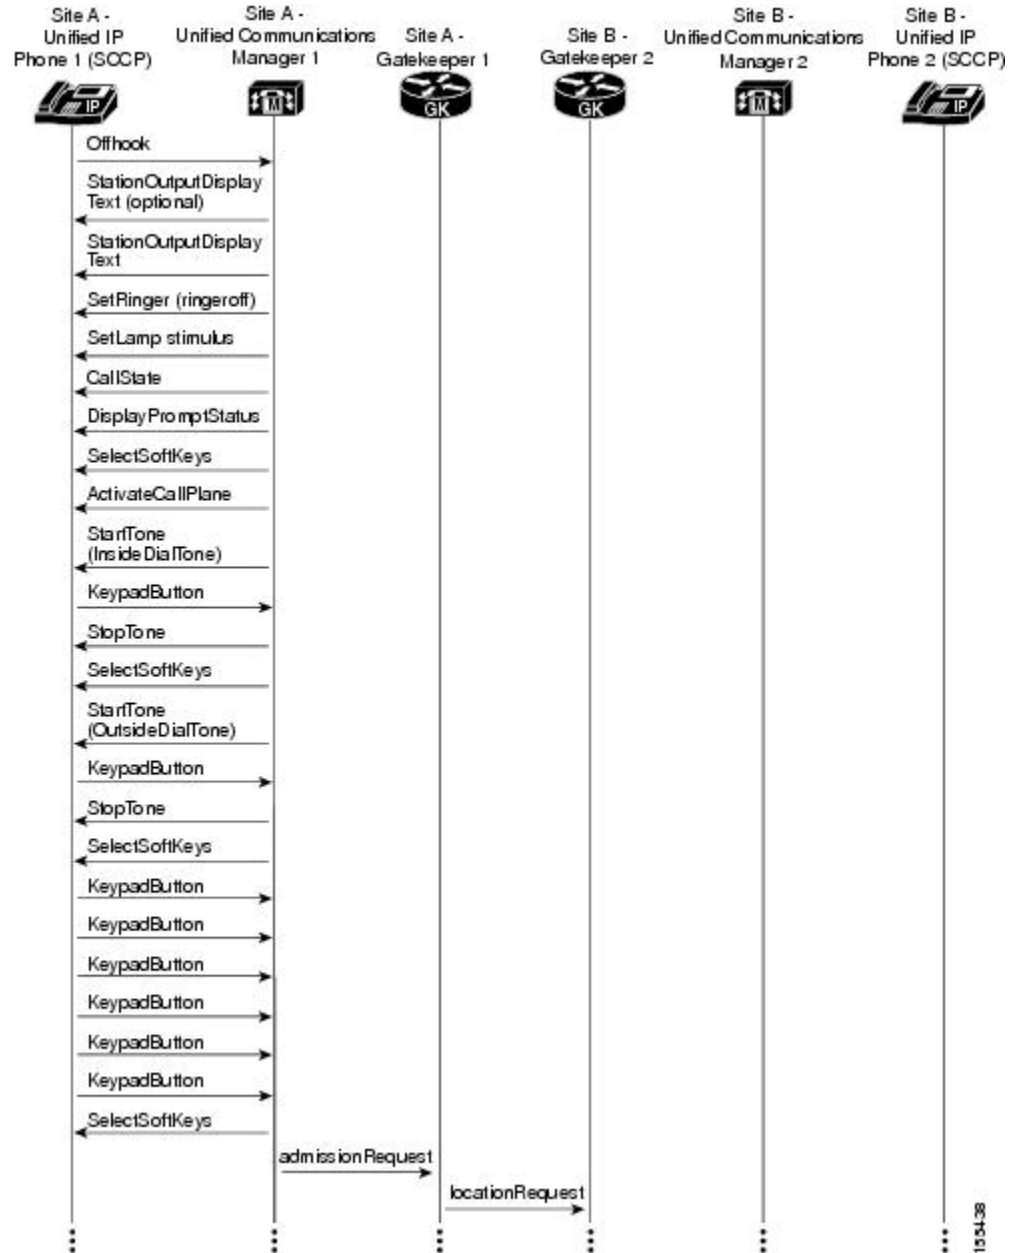 Site A -
Unified IP
Phone 1 (SCCP)
Site A -
Unified Communications
Manager 1
Site A -
Gatekeeper 1
Site B -
Gatekeeper 2
Site B -
Unified Communications
Manager 2
Site B -
Unified IP
Phone 2 (SCCP)
IP
M
GK
GK
M
IP
Offhook
StationOutputDisplay
Text (optional)
StationOutputDisplay
Text
SetRinger (ringeroff)
SetLamp stimulus
CallState
DisplayPromptStatus
SelectSoftKeys
ActivateCallPlane
StartTone
(InsideDialTone)
KeypadButton
StopTone
SelectSoftKeys
StartTone
(OutsideDialTone)
KeypadButton
StopTone
SelectSoftKeys
KeypadButton
KeypadButton
KeypadButton
KeypadButton
KeypadButton
KeypadButton
SelectSoftKeys
admissionRequest
locationRequest
155438